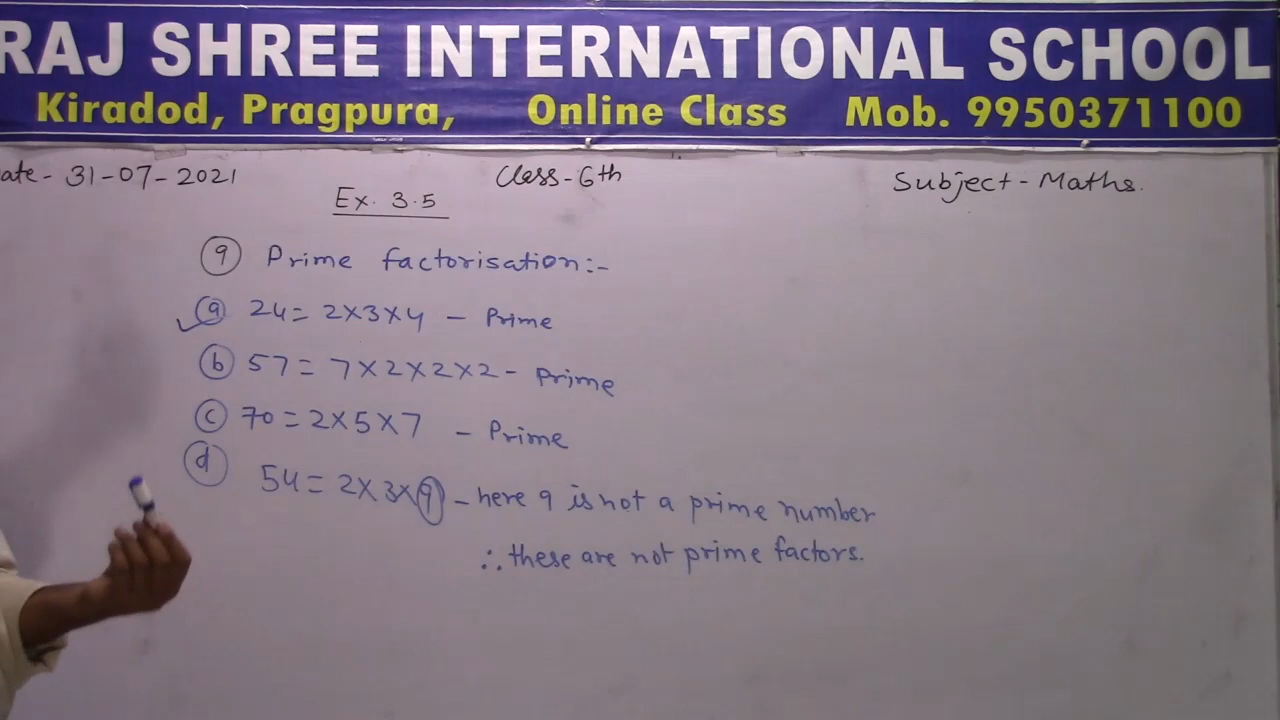 RAJ SHREE INTERNATIONAL SCHOOL
Kiradod, Pragpura, Online Class Mob. 9950371100
ate- 31-07-2021 Class-6th Subject-Maths.
Ex. 3.5
9 Prime factorisation:-
a 24= 2×3×4 - Prime
b 57= 7×2×2×2- Prime
c 70=2×5×7 - Prime
d 54=2×3×9 - here 9 is not a prime number
∴ these are not prime factors.